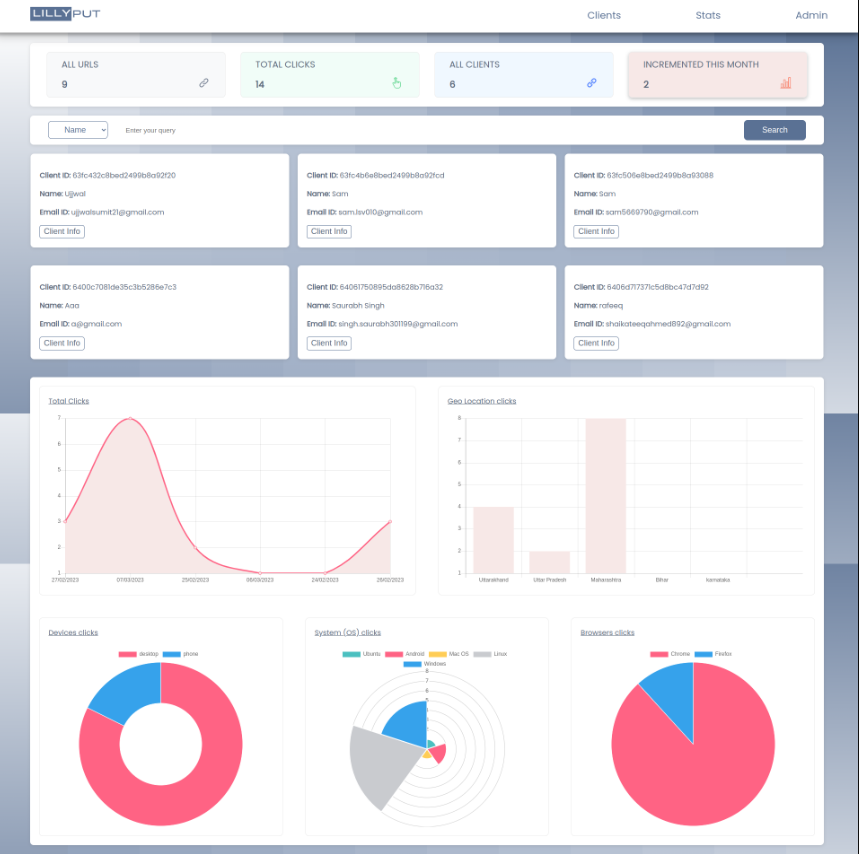 LILLYPUT
Clients Stats Admin
ALL URLS
9
TOTAL CLICKS
14
ALL CLIENTS
6
INCREMENTED THIS MONTH
2
Name Enter your query Search
Client ID: 63fc432c8bed2499b8a92f20
Name: Ujjwal
Email ID: ujjwalsumit21@gmail.com
Client Info
Client ID: 63fc4b6e8bed2499b8a92fcd
Name: Sam
Email ID: sam.lsv010@gmail.com
Client Info
Client ID: 63fc506e8bed2499b8a93088
Name: Sam
Email ID: sam5669790@gmail.com
Client Info
Client ID: 6400c7081de35c3b5286e7c3
Name: Aaa
Email ID: a@gmail.com
Client Info
Client ID: 64061750895da8628b716a32
Name: Saurabh Singh
Email ID: singh.saurabh301199@gmail.com
Client Info
Client ID: 6406d717371c5d8bc47d7d92
Name: rafeeq
Email ID: shaikateeqahmed892@gmail.com
Client Info
Total Clicks
7
6
5
4
3
2
1
27/02/2023 07/03/2023 25/02/2023 06/03/2023 24/02/2023 26/02/2023
Geo Location clicks
8
7
6
5
4
3
2
1
Uttarakhand Uttar Pradesh Maharashtra Bihar karnataka
Devices clicks
desktop phone
System (OS) clicks
Ubuntu Android Mac OS Linux
Windows
8
7
6
5
Browsers clicks
Chrome Firefox